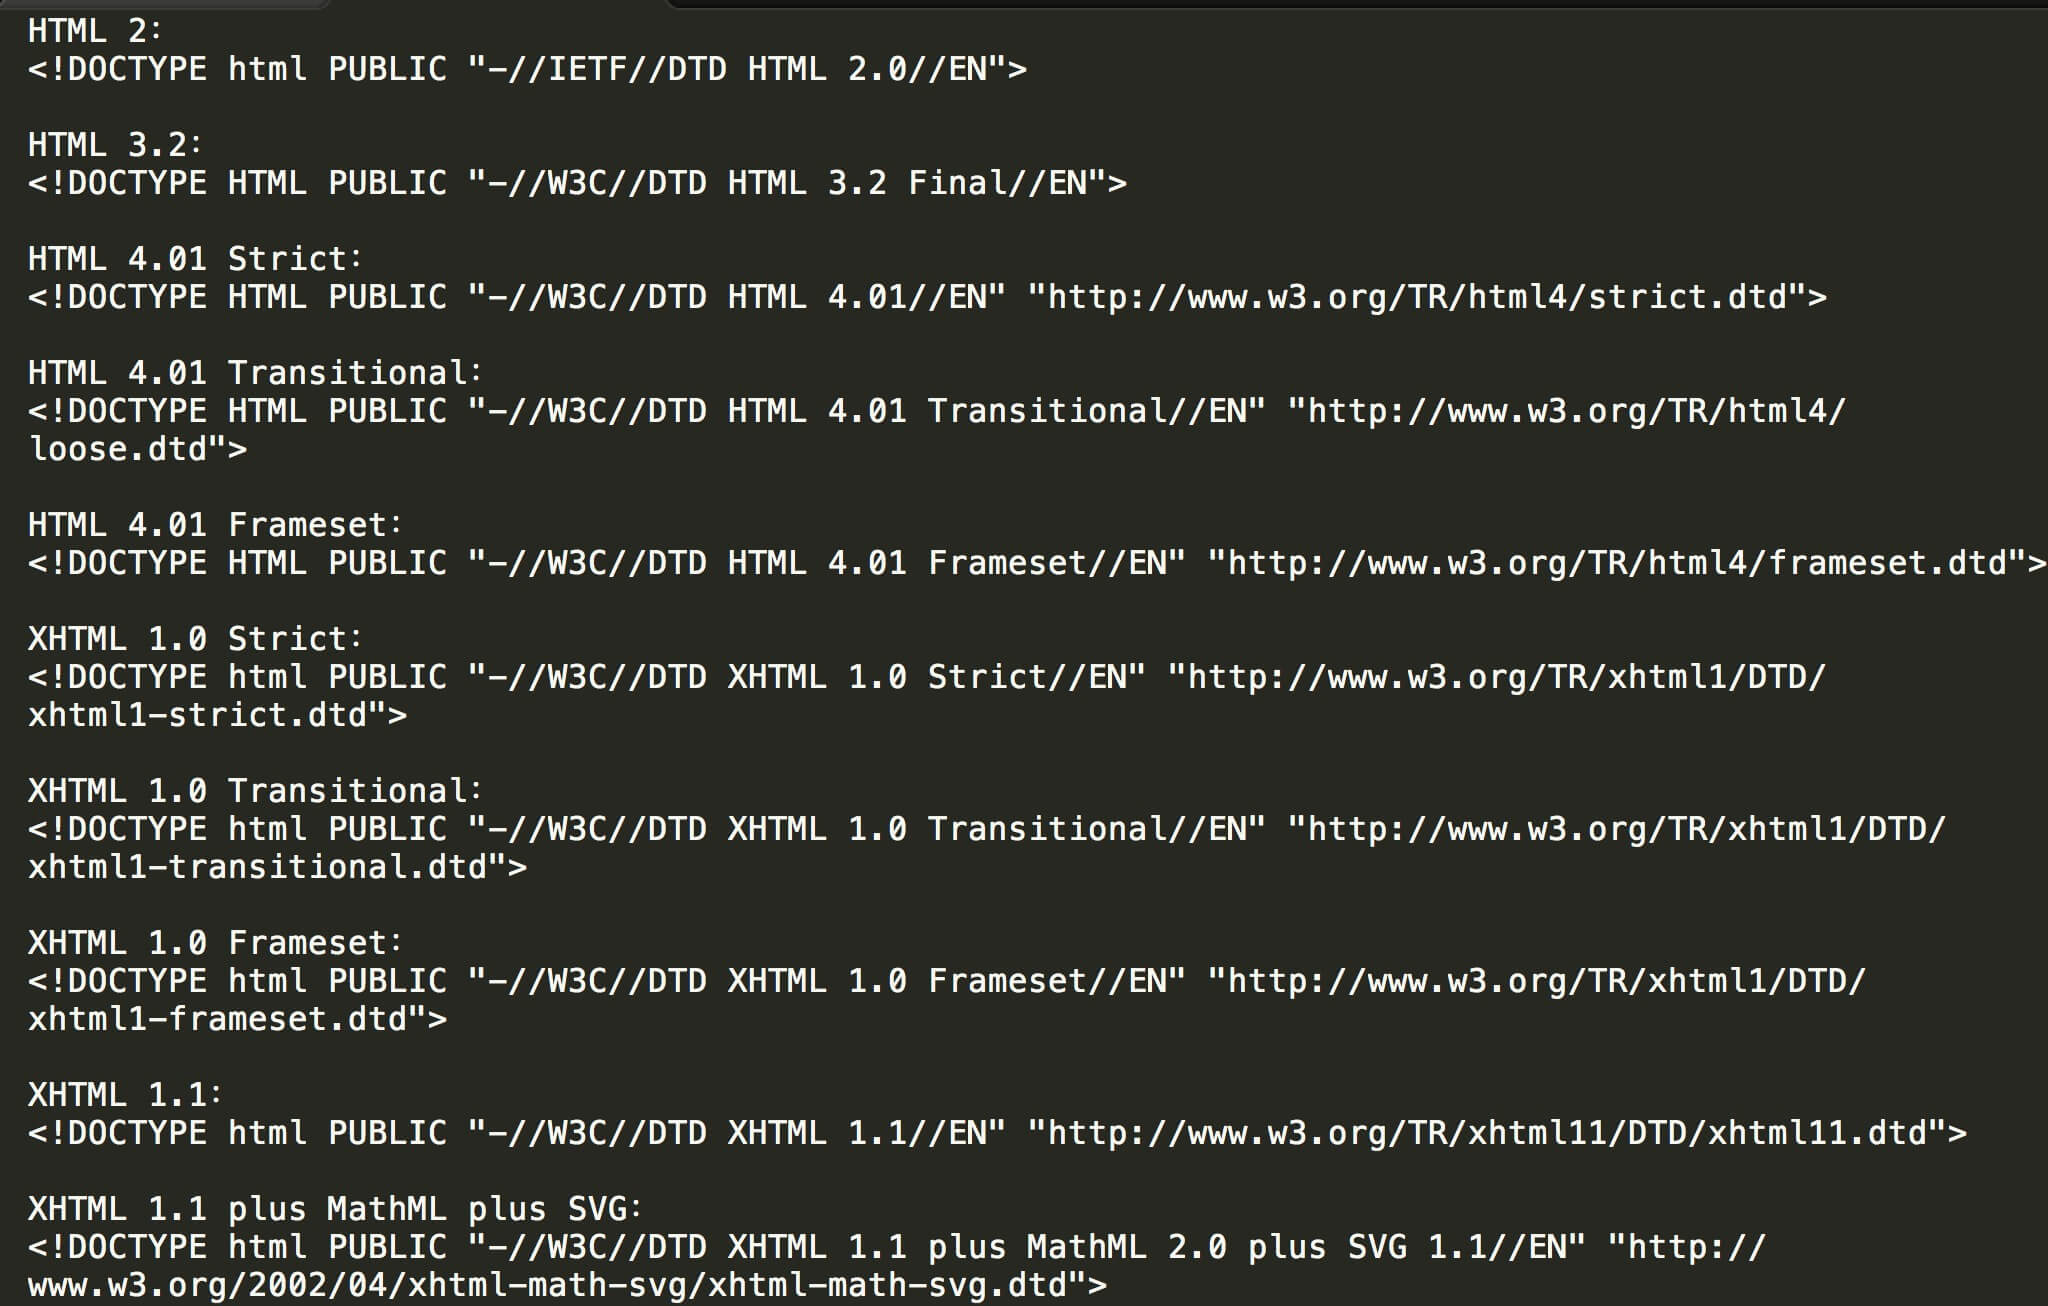 HTML 2:
<!DOCTYPE html PUBLIC "-//IETF//DTD HTML 2.0//EN">
HTML 3.2:
<!DOCTYPE HTML PUBLIC "-//W3C//DTD HTML 3.2 Final//EN">
HTML 4.01 Strict:
<!DOCTYPE HTML PUBLIC "-//W3C//DTD HTML 4.01//EN" "http://www.w3.org/TR/html4/strict.dtd">
HTML 4.01 Transitional:
<!DOCTYPE HTML PUBLIC "-//W3C//DTD HTML 4.01 Transitional//EN" "http://www.w3.org/TR/html4/
loose.dtd">
HTML 4.01 Frameset:
<!DOCTYPE HTML PUBLIC "-//W3C//DTD HTML 4.01 Frameset//EN" "http://www.w3.org/TR/html4/frameset.dtd">
XHTML 1.0 Strict:
<!DOCTYPE html PUBLIC "-//W3C//DTD XHTML 1.0 Strict//EN" "http://www.w3.org/TR/xhtml1/DTD/
xhtml1-strict.dtd">
XHTML 1.0 Transitional:
<!DOCTYPE html PUBLIC "-//W3C//DTD XHTML 1.0 Transitional//EN" "http://www.w3.org/TR/xhtml1/DTD/
xhtml1-transitional.dtd">
XHTML 1.0 Frameset:
<!DOCTYPE html PUBLIC "-//W3C//DTD XHTML 1.0 Frameset//EN" "http://www.w3.org/TR/xhtml1/DTD/
xhtml1-frameset.dtd">
XHTML 1.1:
<!DOCTYPE html PUBLIC "-//W3C//DTD XHTML 1.1//EN" "http://www.w3.org/TR/xhtml11/DTD/xhtml11.dtd">
XHTML 1.1 plus MathML plus SVG:
<!DOCTYPE html PUBLIC "-//W3C//DTD XHTML 1.1 plus MathML 2.0 plus SVG 1.1//EN" "http://
www.w3.org/2002/04/xhtml-math-svg/xhtml-math-svg.dtd">